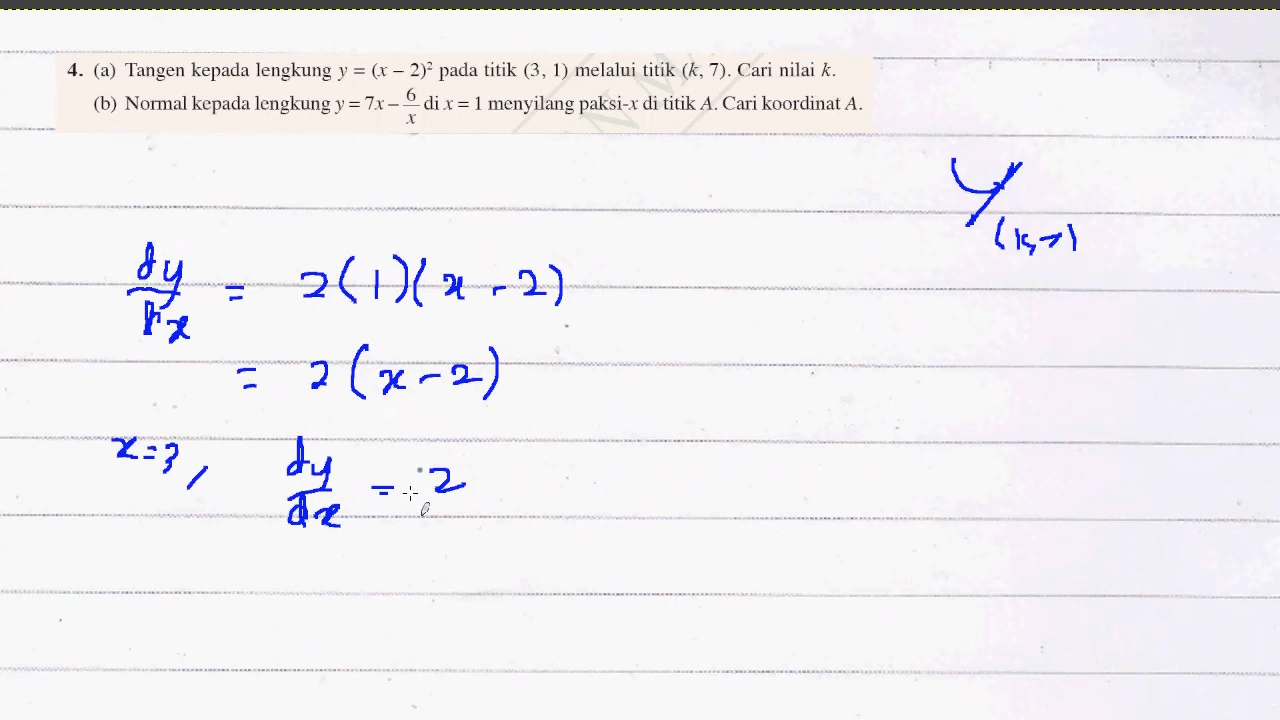 4. (a) Tangen kepada lengkung y = (x – 2)² pada titik (3, 1) melalui titik (k, 7). Cari nilai k.
(b) Normal kepada lengkung y = 7x – 6/x di x = 1 menyilang paksi-x di titik A. Cari koordinat A.
(k, 7)
dy/dx = 2(1)(x - 2)
= 2(x - 2)
x = 3, dy/dx = 2